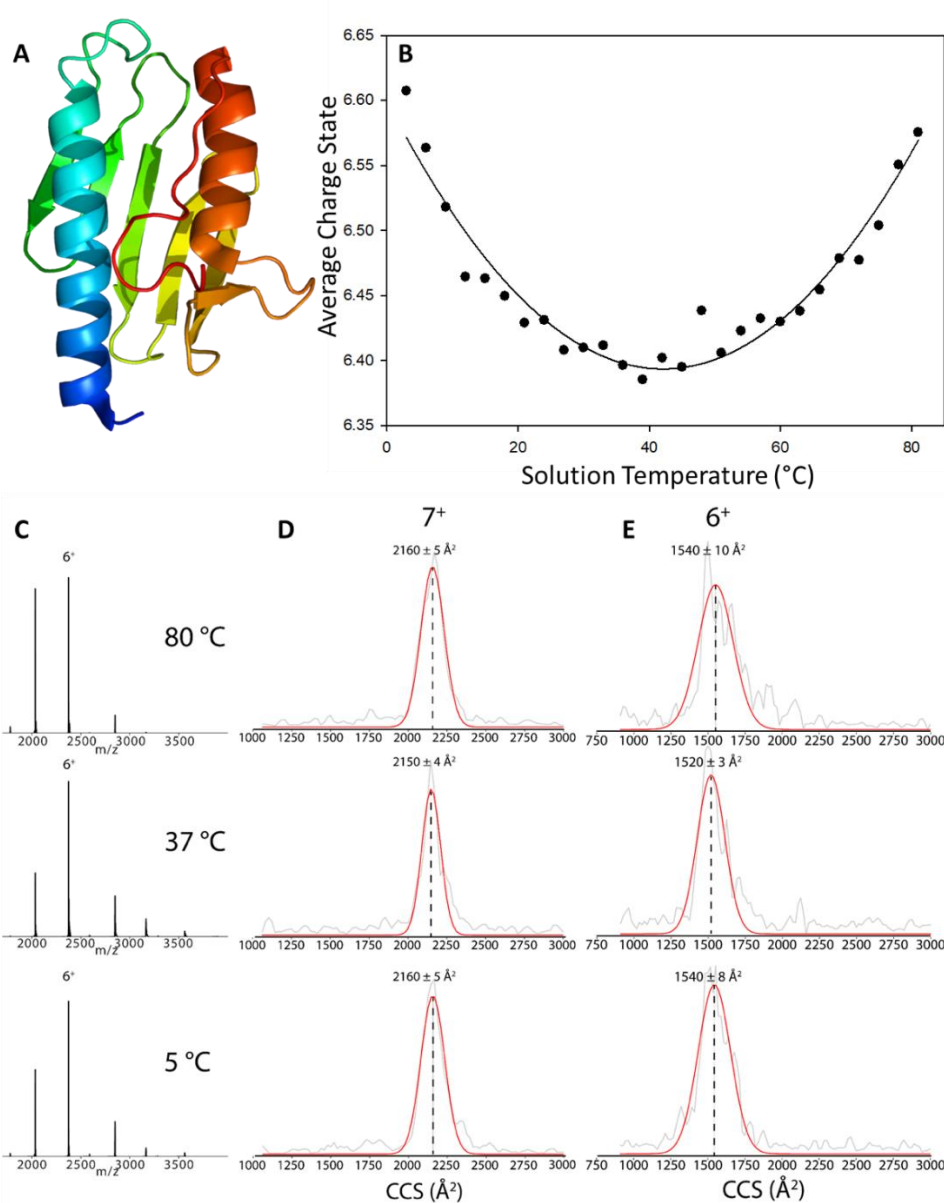 A
B
6.65
6.60
6.55
6.50
6.45
6.40
6.35
Average Charge State
0 20 40 60 80
Solution Temperature (°C)
C D 7⁺ E 6⁺
6⁺
80 °C
2000 2500 3000 3500
m/z
2160 ± 5 Å²
1000 1250 1500 1750 2000 2250 2500 2750 3000
1540 ± 10 Å²
750 1000 1250 1500 1750 2000 2250 2500 2750 3000
6⁺
37 °C
2000 2500 3000 3500
m/z
2150 ± 4 Å²
1000 1250 1500 1750 2000 2250 2500 2750 3000
1520 ± 3 Å²
750 1000 1250 1500 1750 2000 2250 2500 2750 3000
6⁺
5 °C
2000 2500 3000 3500
m/z
2160 ± 5 Å²
1000 1250 1500 1750 2000 2250 2500 2750 3000
CCS (Å²)
1540 ± 8 Å²
750 1000 1250 1500 1750 2000 2250 2500 2750 3000
CCS (Å²)